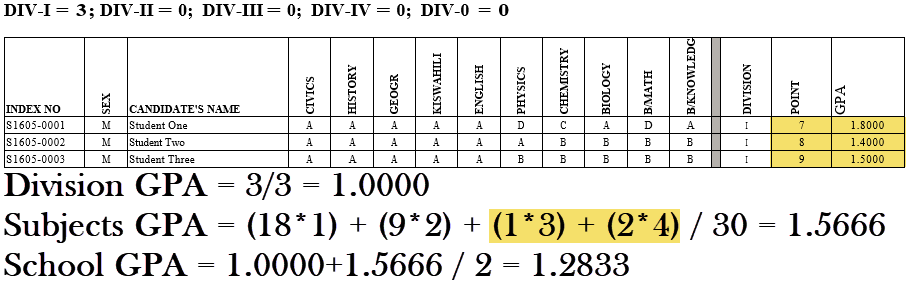 DIV-I = 3; DIV-II = 0; DIV-III = 0; DIV-IV = 0; DIV-0 = 0
INDEX NO SEX CANDIDATE'S NAME CIVICS HISTORY GEOGR KISWAHILI ENGLISH PHYSICS CHEMISTRY BIOLOGY B/MATH B/KNOWLEDG DIVISION POINT GPA
S1605-0001 M Student One A A A A A D C A D A I 7 1.8000
S1605-0002 M Student Two A A A A A A B B B B I 8 1.4000
S1605-0003 M Student Three A A A A A B B B B B I 9 1.5000
Division GPA = 3/3 = 1.0000
Subjects GPA = (18*1) + (9*2) + (1*3) + (2*4) / 30 = 1.5666
School GPA = 1.0000+1.5666 / 2 = 1.2833